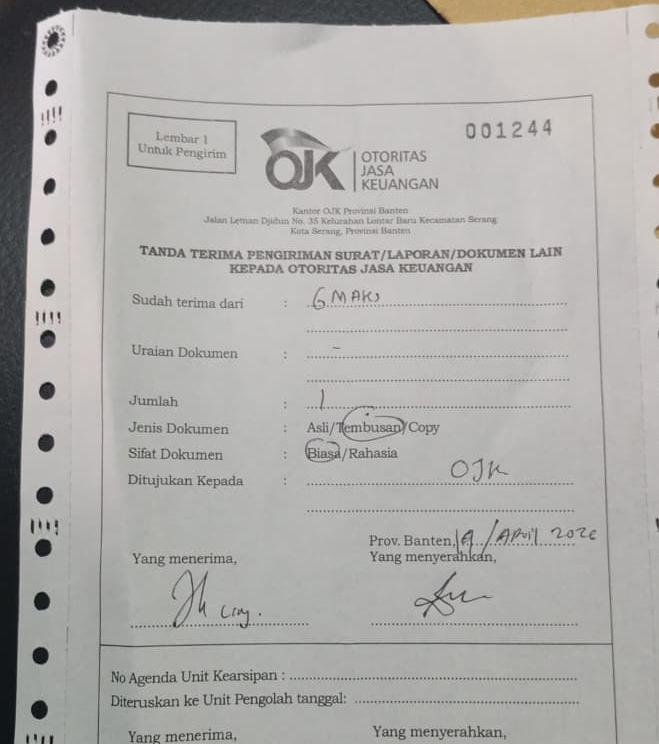 Lembar 1
Untuk Pengirim
001244
OJK OTORITAS
JASA
KEUANGAN
Kantor OJK Provinsi Banten
Jalan Letnan Djidun No. 35 Kelurahan Lontar Baru Kecamatan Serang
Kota Serang, Provinsi Banten
TANDA TERIMA PENGIRIMAN SURAT/LAPORAN/DOKUMEN LAIN
KEPADA OTORITAS JASA KEUANGAN
Sudah terima dari : GMAKS
Uraian Dokumen : -
Jumlah : 1
Jenis Dokumen : Asli/Tembusan/Copy
Sifat Dokumen : Biasa/Rahasia
Ditujukan Kepada : OJK
Prov. Banten, / April
Yang menerima, Yang menyerahkan,
No Agenda Unit Kearsipan :
Diteruskan ke Unit Pengolah tanggal:
Yang menerima, Yang menyerahkan,